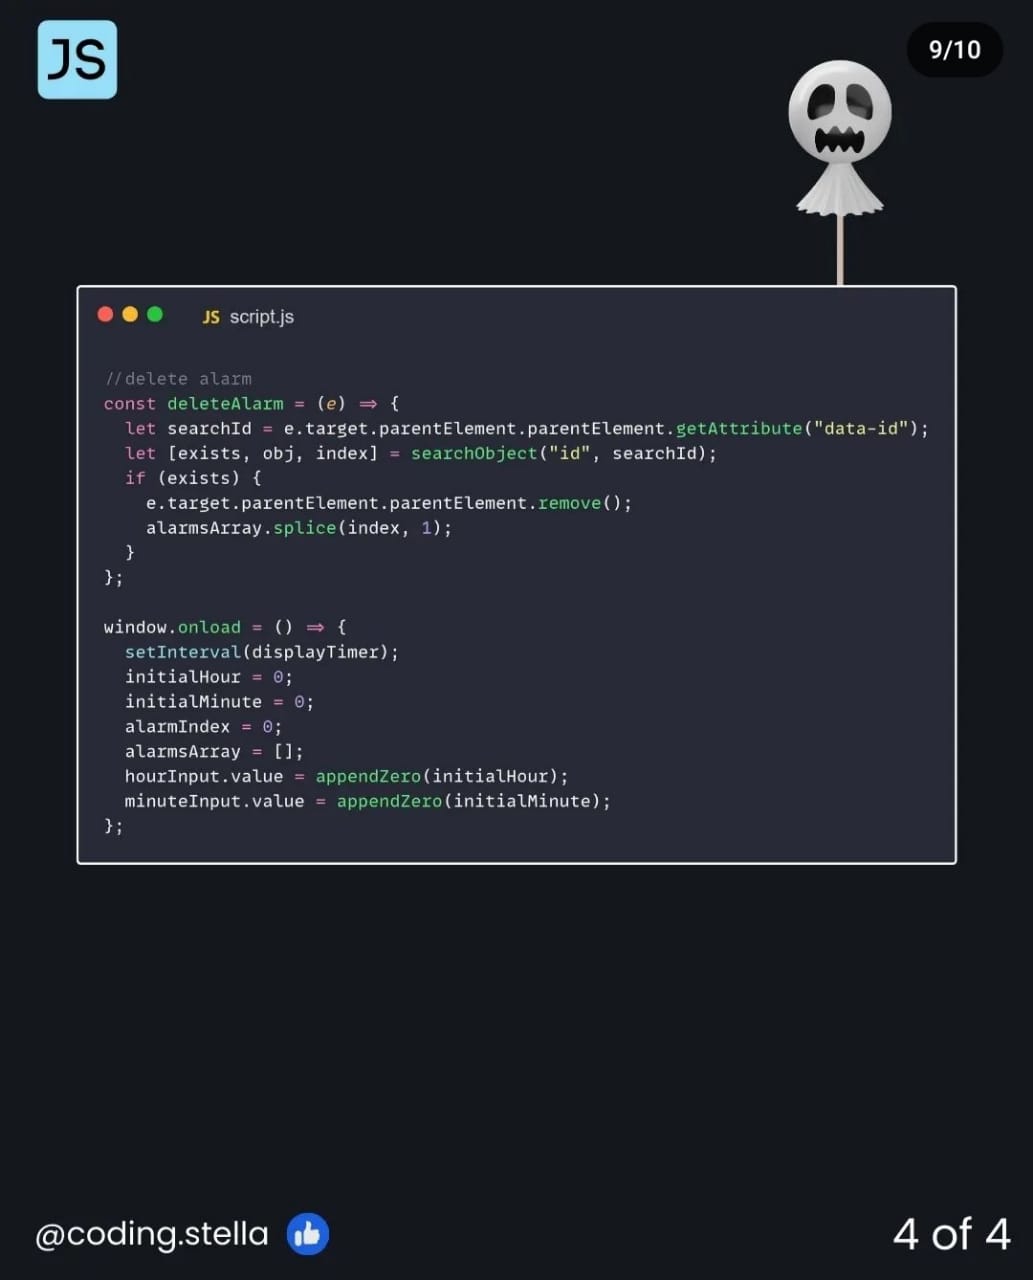 JS
9/10
JS script.js
//delete alarm
const deleteAlarm = (e) => {
  let searchId = e.target.parentElement.parentElement.getAttribute("data-id");
  let [exists, obj, index] = searchObject("id", searchId);
  if (exists) {
    e.target.parentElement.parentElement.remove();
    alarmsArray.splice(index, 1);
  }
};

window.onload = () => {
  setInterval(displayTimer);
  initialHour = 0;
  initialMinute = 0;
  alarmIndex = 0;
  alarmsArray = [];
  hourInput.value = appendZero(initialHour);
  minuteInput.value = appendZero(initialMinute);
};
@coding.stella
4 of 4